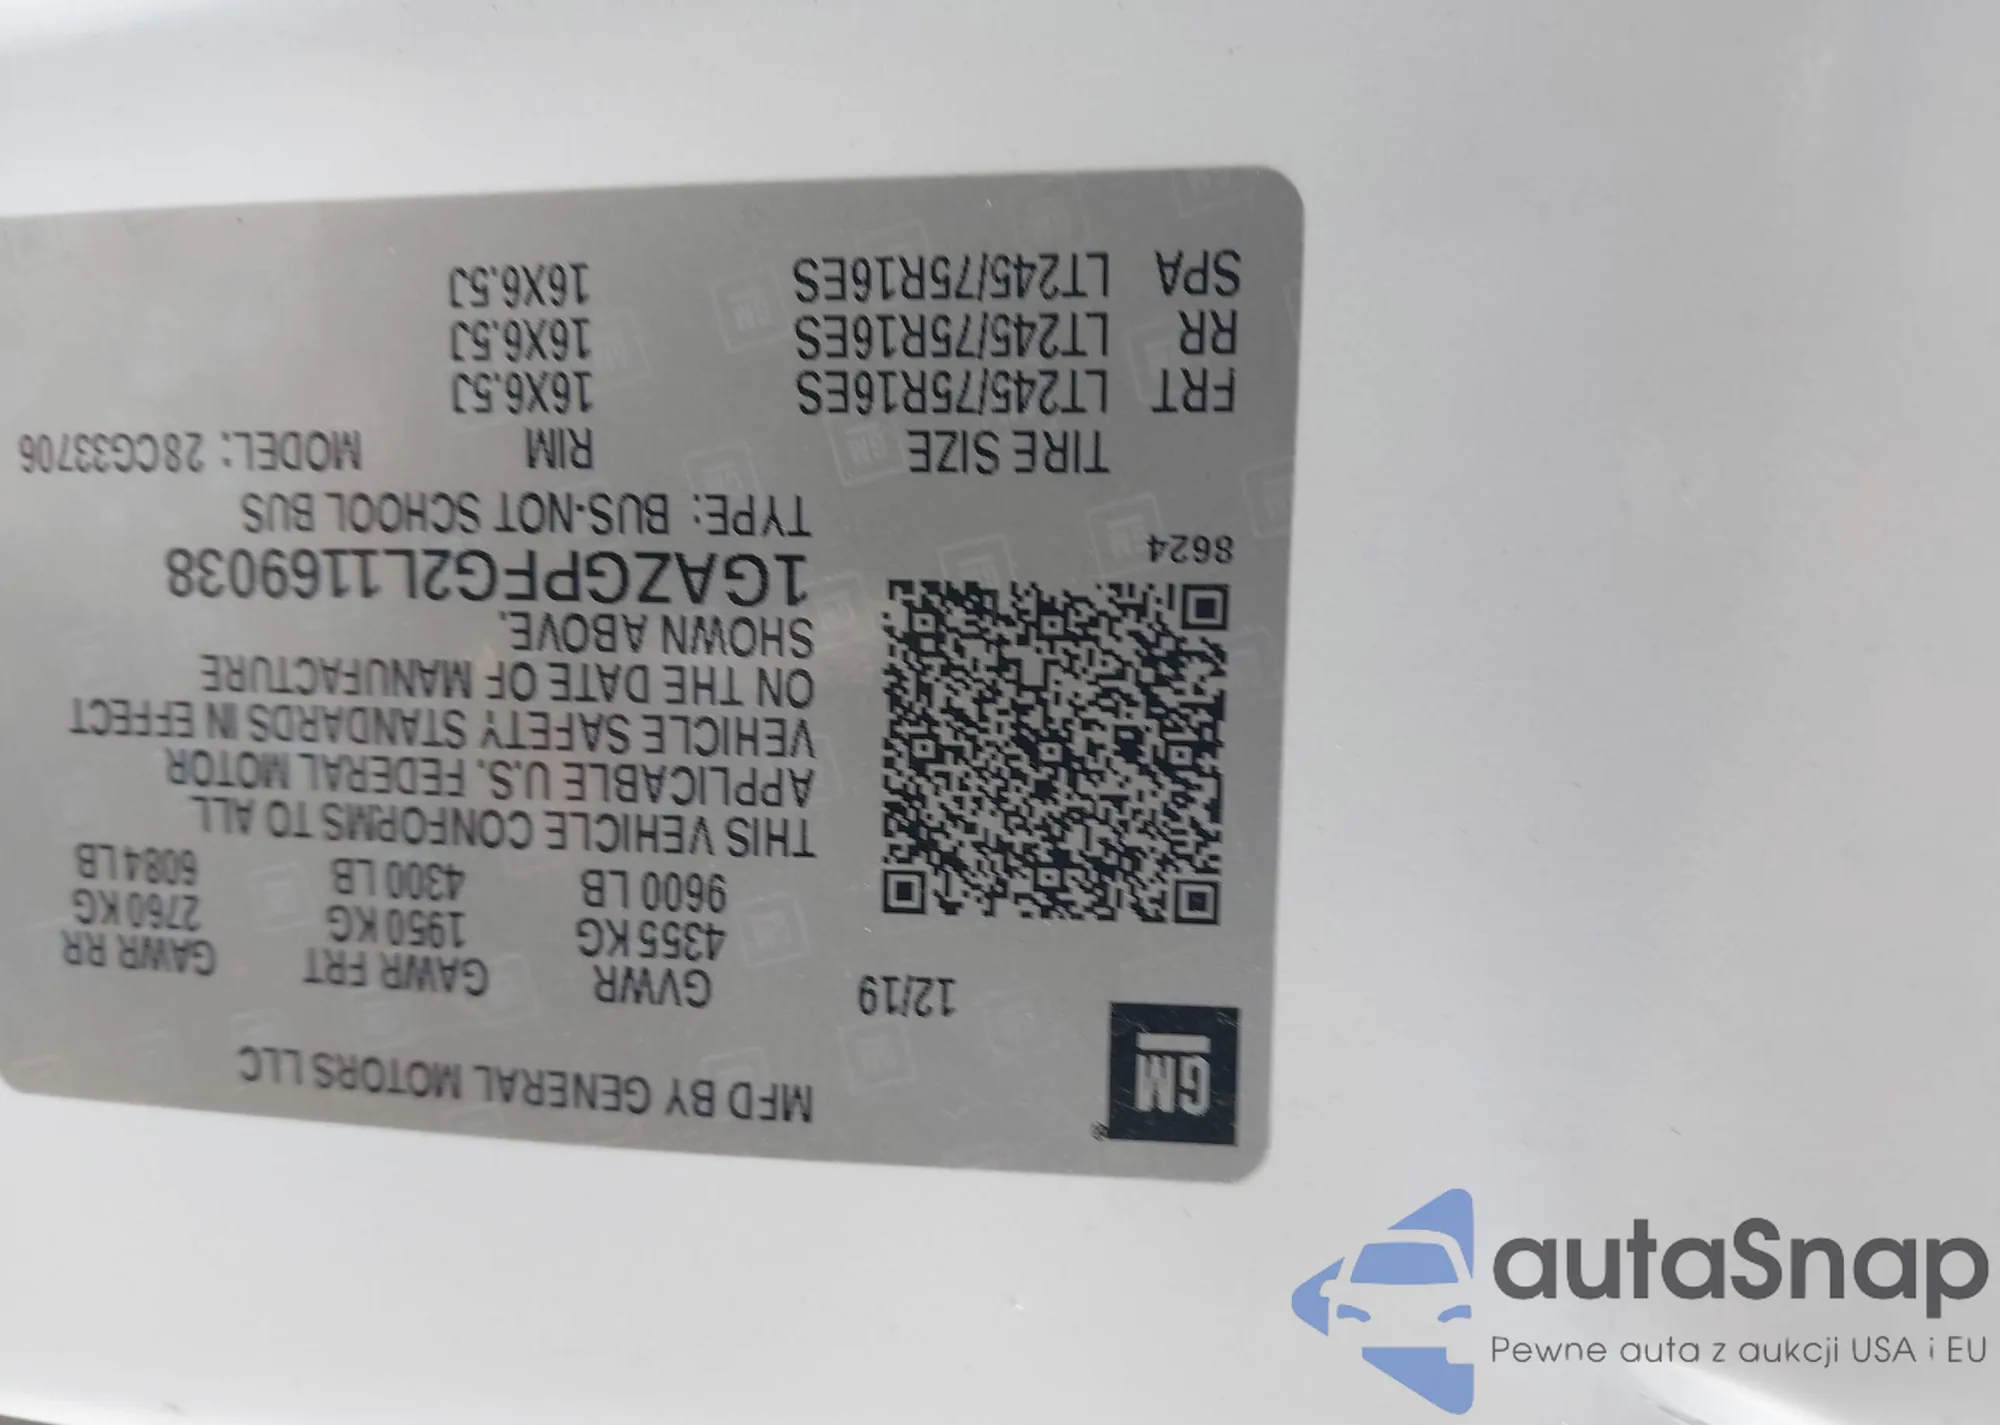 MFD BY GENERAL MOTORS LLC
GM
®
12/19
GVWR GAWR FRT GAWR RR
4355 KG 1950 KG 2760 KG
9600 LB 4300 LB 6084 LB
THIS VEHICLE CONFORMS TO ALL
APPLICABLE U.S. FEDERAL MOTOR
VEHICLE SAFETY STANDARDS IN EFFECT
ON THE DATE OF MANUFACTURE
SHOWN ABOVE.
1GAZGPFG2L1169038
8624
TYPE: BUS-NOT SCHOOL BUS
TIRE SIZE RIM MODEL: 28CG33706
FRT LT245/75R16ES 16X6.5J
RR LT245/75R16ES 16X6.5J
SPA LT245/75R16ES 16X6.5J
autaSnap
Pewne auta z aukcji USA i EU